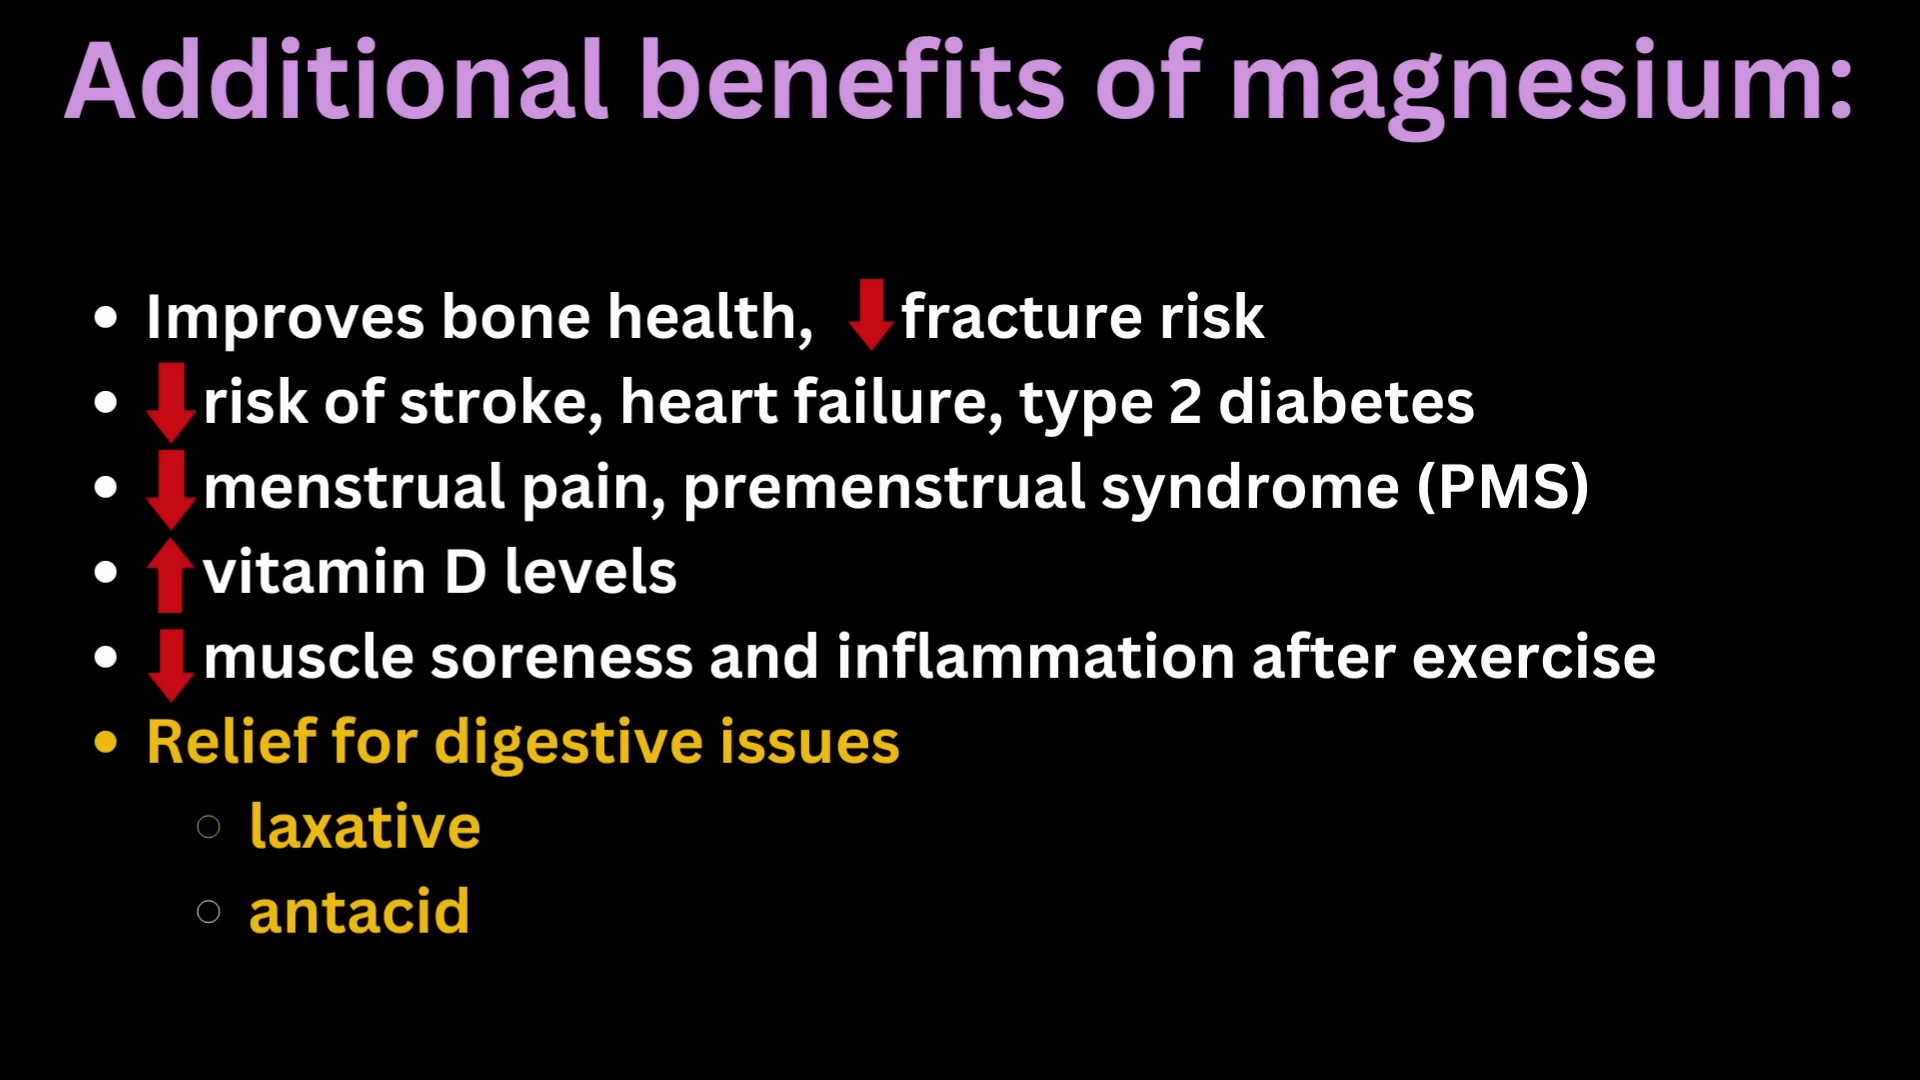 Additional benefits of magnesium:
• Improves bone health, ⬇ fracture risk
• ⬇ risk of stroke, heart failure, type 2 diabetes
• ⬇ menstrual pain, premenstrual syndrome (PMS)
• ⬆ vitamin D levels
• ⬇ muscle soreness and inflammation after exercise
• Relief for digestive issues
○ laxative
○ antacid